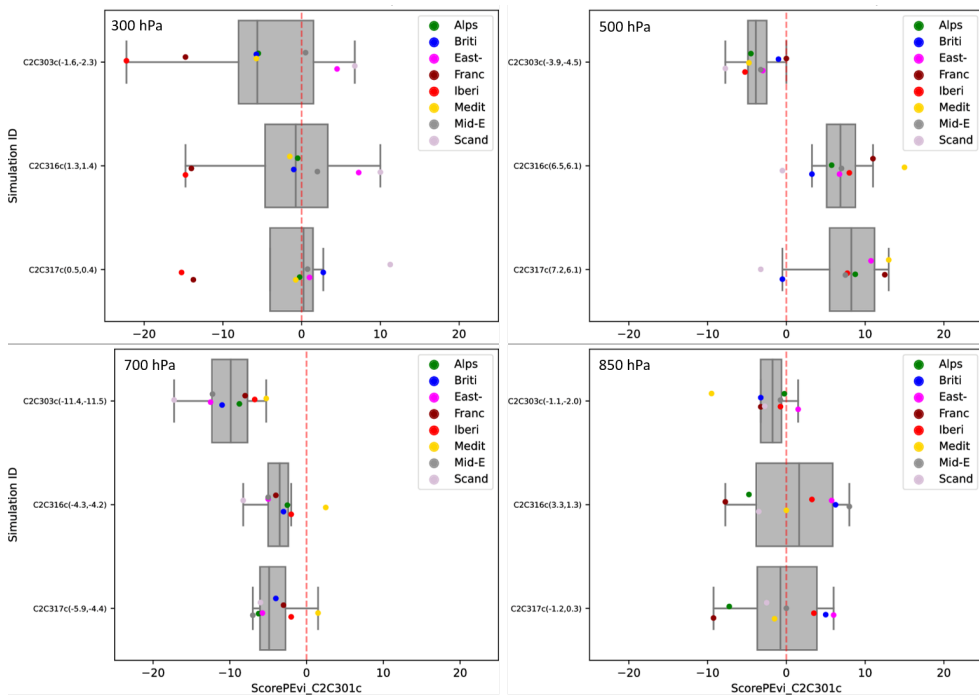 300 hPa
Alps
Briti
East-
Franc
Iberi
Medit
Mid-E
Scand
C2C303c(-1.6,-2.3)
C2C316c(1.3,1.4)
C2C317c(0.5,0.4)
Simulation ID
−20 −10 0 10 20
500 hPa
Alps
Briti
East-
Franc
Iberi
Medit
Mid-E
Scand
C2C303c(-3.9,-4.5)
C2C316c(6.5,6.1)
C2C317c(7.2,6.1)
−20 −10 0 10 20
700 hPa
Alps
Briti
East-
Franc
Iberi
Medit
Mid-E
Scand
C2C303c(-11.4,-11.5)
C2C316c(-4.3,-4.2)
C2C317c(-5.9,-4.4)
Simulation ID
−20 −10 0 10 20
ScorePEvi_C2C301c
850 hPa
Alps
Briti
East-
Franc
Iberi
Medit
Mid-E
Scand
C2C303c(-1.1,-2.0)
C2C316c(3.3,1.3)
C2C317c(-1.2,0.3)
−20 −10 0 10 20
ScorePEvi_C2C301c